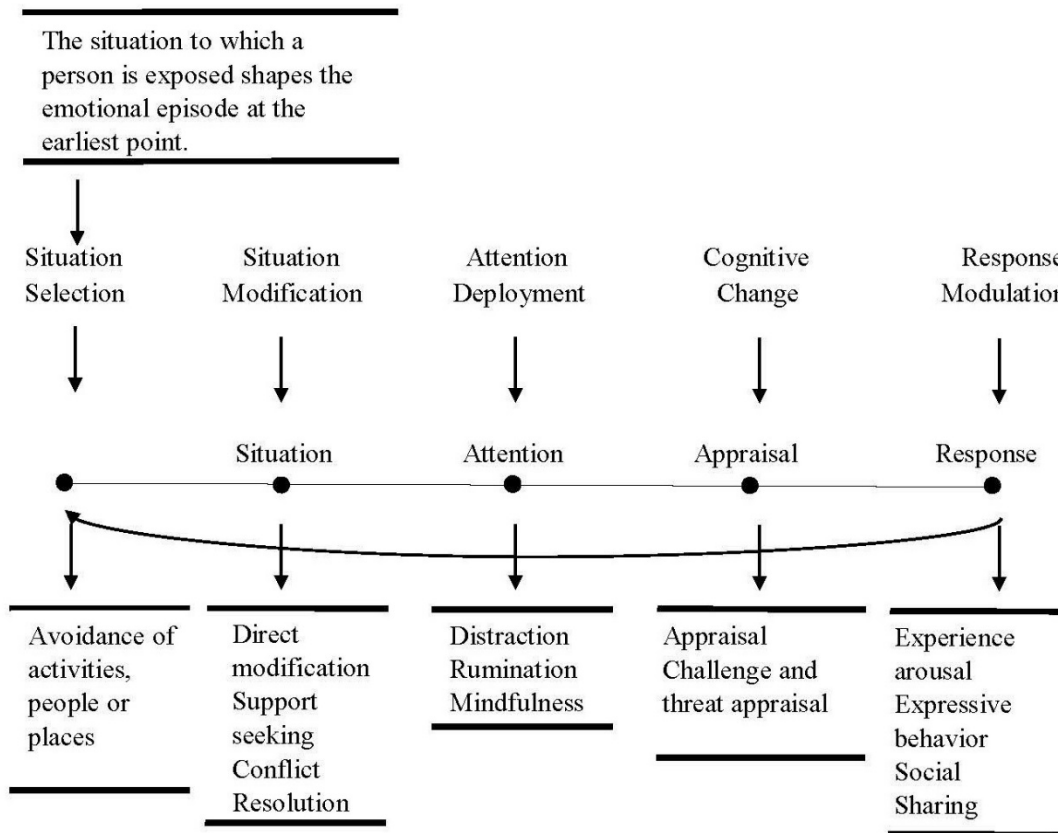 The situation to which a
person is exposed shapes the
emotional episode at the
earliest point.
Situation
Selection
Situation
Modification
Attention
Deployment
Cognitive
Change
Response
Modulation
Situation
Attention
Appraisal
Response
Avoidance of
activities,
people or
places
Direct
modification
Support
seeking
Conflict
Resolution
Distraction
Rumination
Mindfulness
Appraisal
Challenge and
threat appraisal
Experience
arousal
Expressive
behavior
Social
Sharing